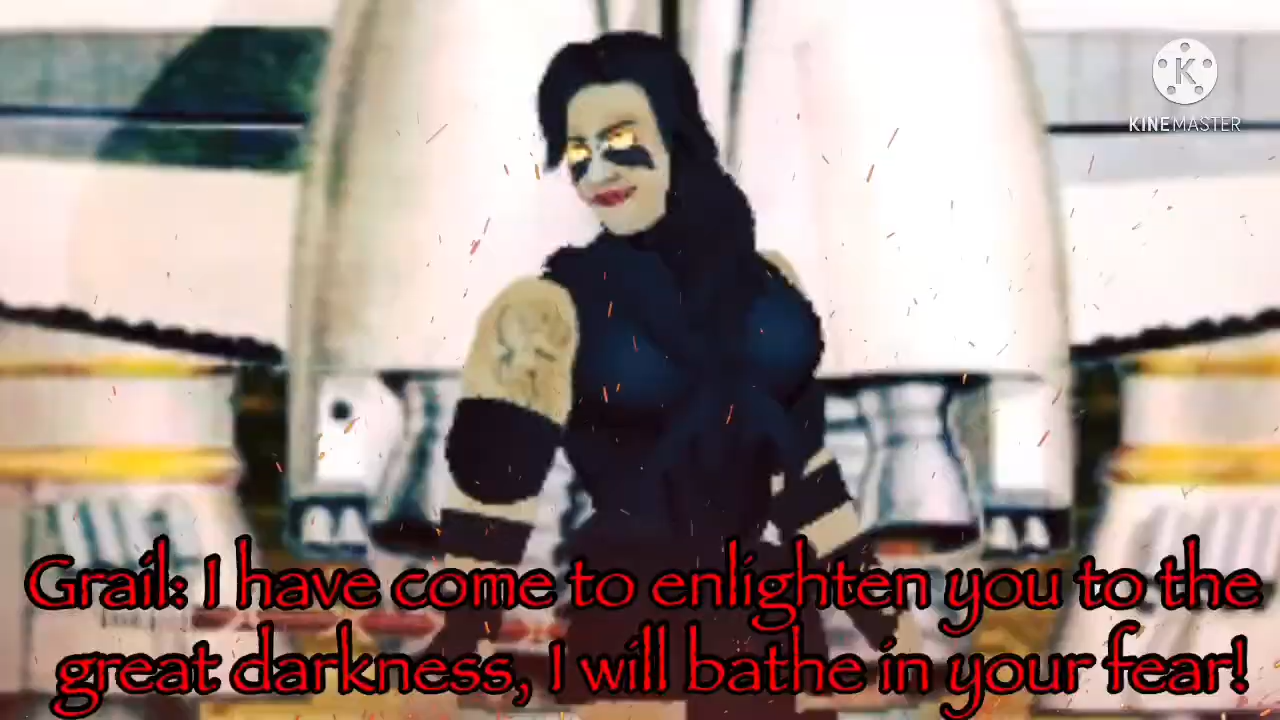 K
KINEMASTER
Grail: I have come to enlighten you to the
great darkness, I will bathe in your fear!